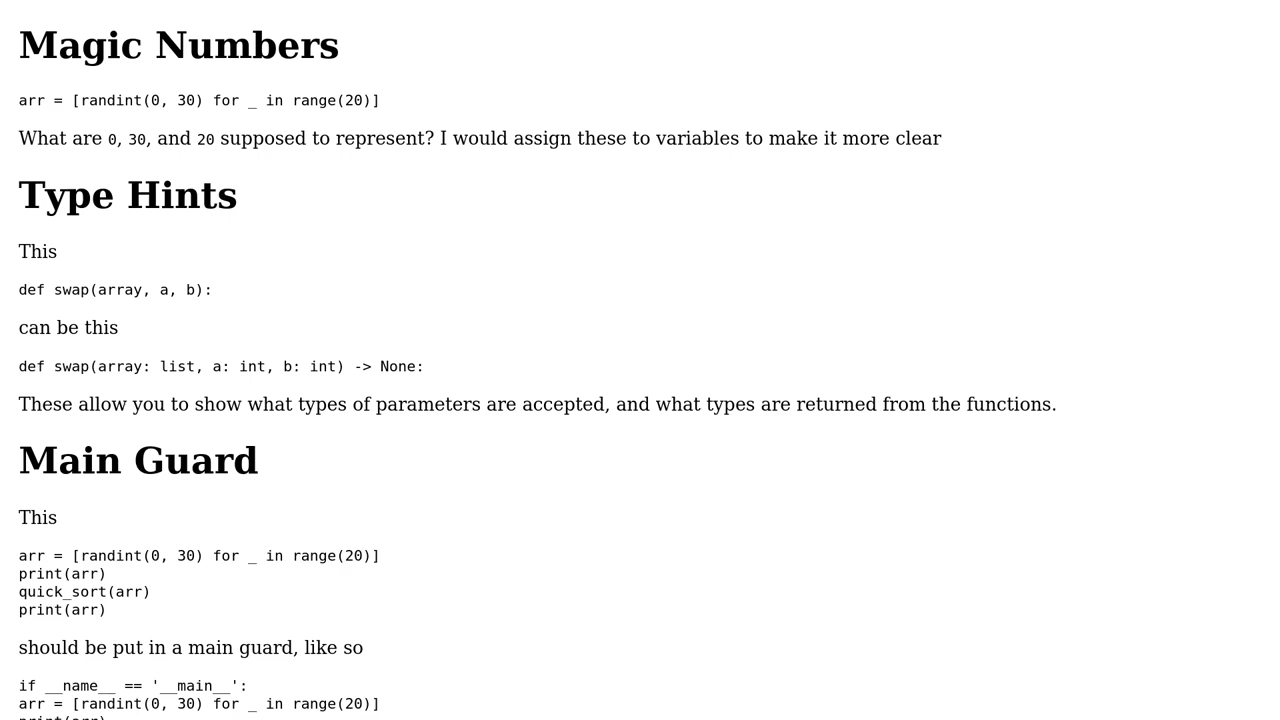 Magic Numbers
arr = [randint(0, 30) for _ in range(20)]
What are 0, 30, and 20 supposed to represent? I would assign these to variables to make it more clear
Type Hints
This
def swap(array, a, b):
can be this
def swap(array: list, a: int, b: int) -> None:
These allow you to show what types of parameters are accepted, and what types are returned from the functions.
Main Guard
This
arr = [randint(0, 30) for _ in range(20)]
print(arr)
quick_sort(arr)
print(arr)
should be put in a main guard, like so
if __name__ == '__main__':
arr = [randint(0, 30) for _ in range(20)]
print(arr)